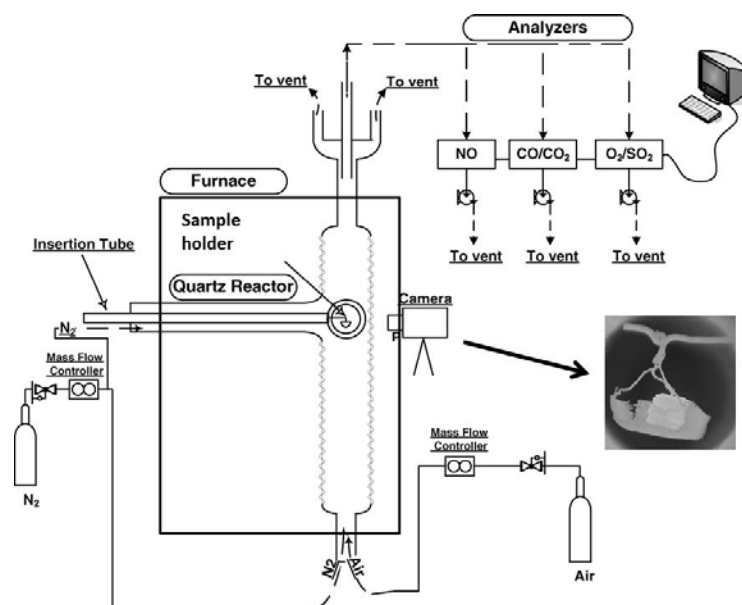 Analyzers
To vent
To vent
NO
CO/CO₂
O₂/SO₂
Furnace
To vent
To vent
To vent
Sample
holder
Insertion Tube
Quartz Reactor
Camera
F
N₂
Mass Flow
Controller
Mass Flow
Controller
N₂
N2
Air
Air